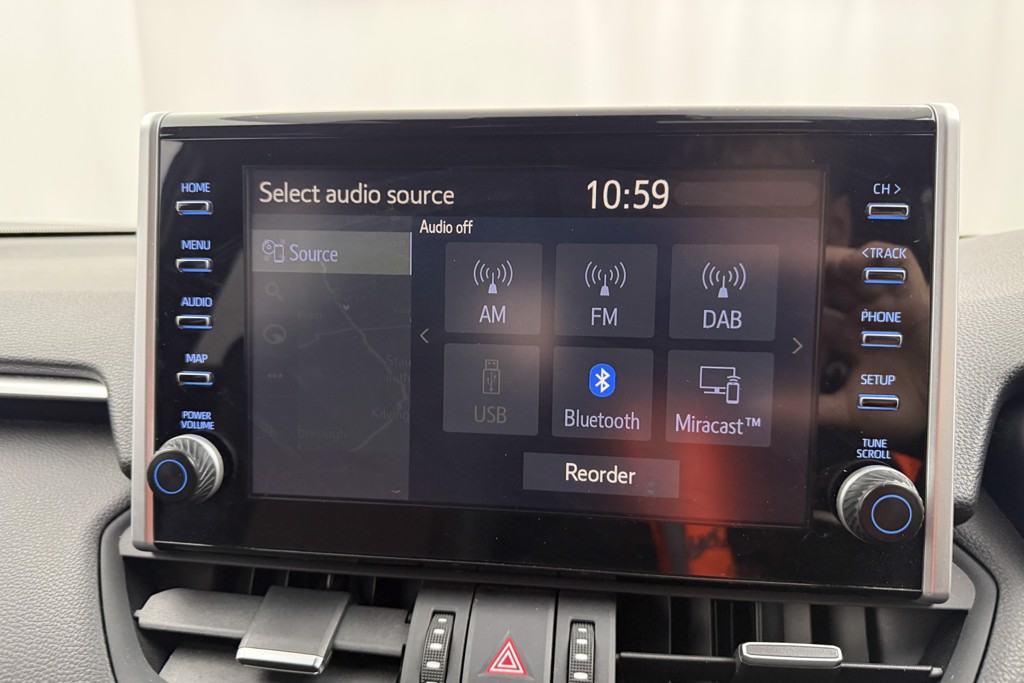 HOME
MENU
AUDIO
MAP
POWER
VOLUME
Select audio source
10:59
Source
Audio off
AM
FM
DAB
USB
Bluetooth
Miracast™
Reorder
CH >
<TRACK
PHONE
SETUP
TUNE
SCROLL